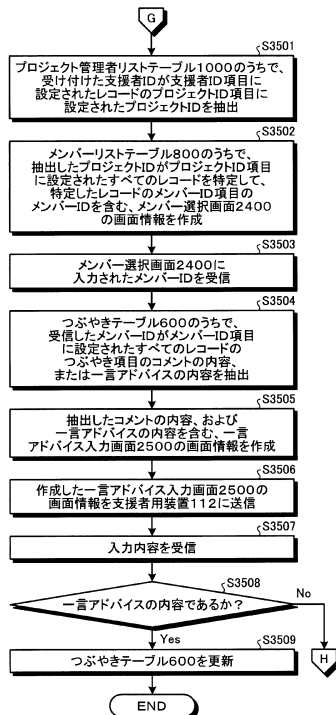 G
S3501
プロジェクト管理者リストテーブル1000のうちで、
受け付けた支援者IDが支援者ID項目に
設定されたレコードのプロジェクトID項目に
設定されたプロジェクトIDを抽出
S3502
メンバーリストテーブル800のうちで、
抽出したプロジェクトIDがプロジェクトID項目
に設定されたすべてのレコードを特定して、
特定したレコードのメンバーID項目の
メンバーIDを含む、メンバー選択画面2400
の画面情報を作成
S3503
メンバー選択画面2400に
入力されたメンバーIDを受信
S3504
つぶやきテーブル600のうちで、
受信したメンバーIDがメンバーID項目
に設定されたすべてのレコードの
つぶやき項目のコメントの内容、
または一言アドバイスの内容を抽出
S3505
抽出したコメントの内容、および
一言アドバイスの内容を含む、一言
アドバイス入力画面2500の画面情報を作成
S3506
作成した一言アドバイス入力画面2500の
画面情報を支援者用装置112に送信
S3507
入力内容を受信
S3508
一言アドバイスの内容であるか？
No
Yes
H
S3509
つぶやきテーブル600を更新
END